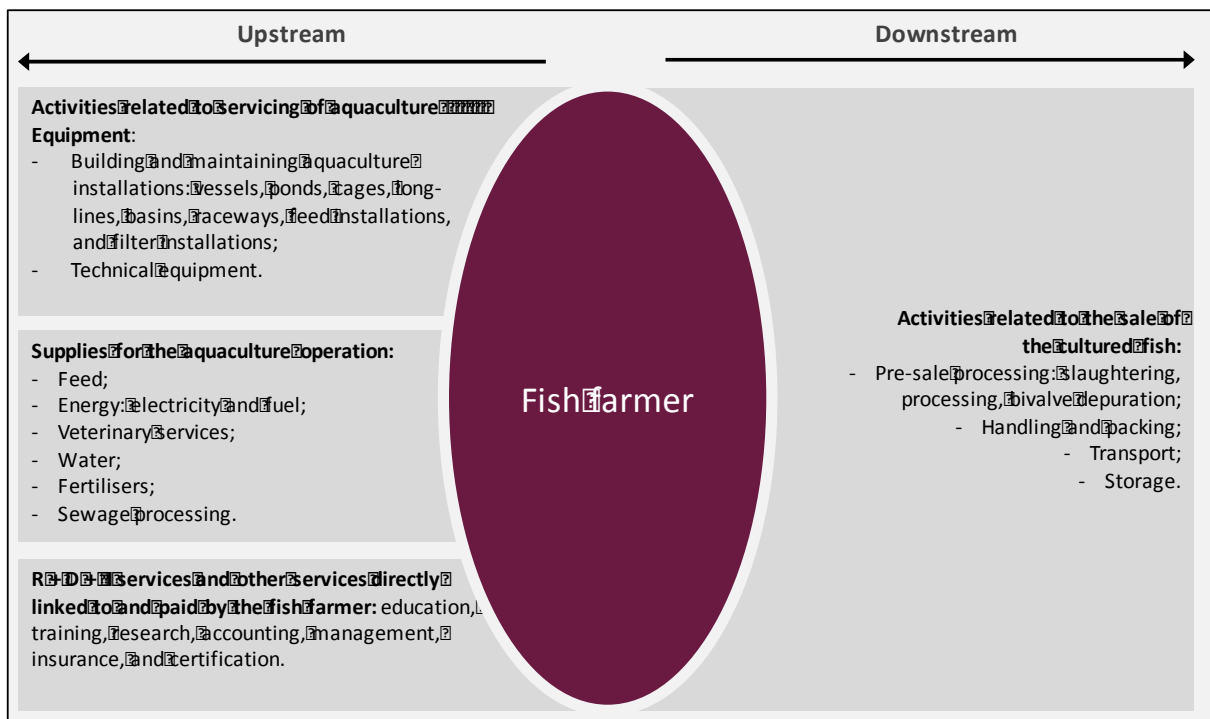 Upstream
Downstream
Activities related to servicing of aquaculture
Equipment:
- Building and maintaining aquaculture
installations: vessels, ponds, cages, long-
lines, basins, raceways, feed installations,
and filter installations;
- Technical equipment.
Supplies for the aquaculture operation:
- Feed;
- Energy: electricity and fuel;
- Veterinary services;
- Water;
- Fertilisers;
- Sewage processing.
R + D + I services and other services directly
linked to and paid by the fish farmer: education,
training, research, accounting, management,
insurance, and certification.
Fish farmer
Activities related to the sale of
the cultured fish:
- Pre-sale processing: slaughtering,
processing, bivalve depuration;
- Handling and packing;
- Transport;
- Storage.